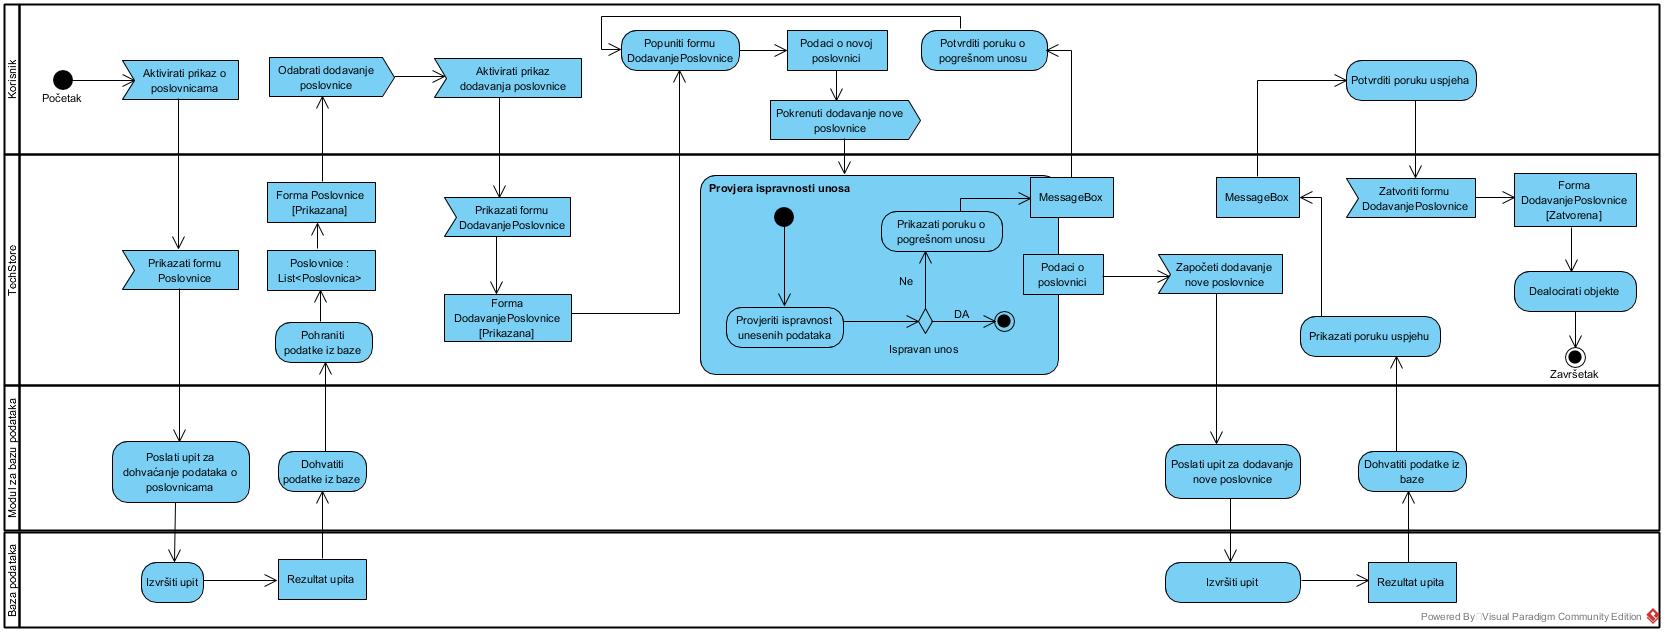 Korisnik
Početak
Aktivirati prikaz o
poslovnicama
Odabrati dodavanje
poslovnice
Aktivirati prikaz
dodavanja poslovnice
Popuniti formu
DodavanjePoslovnice
Podaci o novoj
poslovnici
Pokrenuti dodavanje nove
poslovnice
Potvrditi poruku o
pogrešnom unosu
Potvrditi poruku uspjeha
TechStore
Prikazati formu
Poslovnice
Forma Poslovnice
[Prikazana]
Poslovnice :
List<Poslovnica>
Pohraniti
podatke iz baze
Prikazati formu
DodavanjePoslovnice
Forma
DodavanjePoslovnice
[Prikazana]
Provjera ispravnosti unosa
Provjeriti ispravnost
unesenih podataka
Prikazati poruku o
pogrešnom unosu
Ne
DA
Ispravan unos
MessageBox
Podaci o
poslovnici
Započeti dodavanje
nove poslovnice
MessageBox
Prikazati poruku uspjehu
Zatvoriti formu
DodavanjePoslovnice
Forma
DodavanjePoslovnice
[Zatvorena]
Dealocirati objekte
Završetak
Modul za bazu podataka
Poslati upit za
dohvaćanje podataka o
poslovnicama
Dohvatiti
podatke iz baze
Poslati upit za dodavanje
nove poslovnice
Dohvatiti podatke iz
baze
Baza podataka
Izvršiti upit
Rezultat upita
Izvršiti upit
Rezultat upita
Powered By Visual Paradigm Community Edition